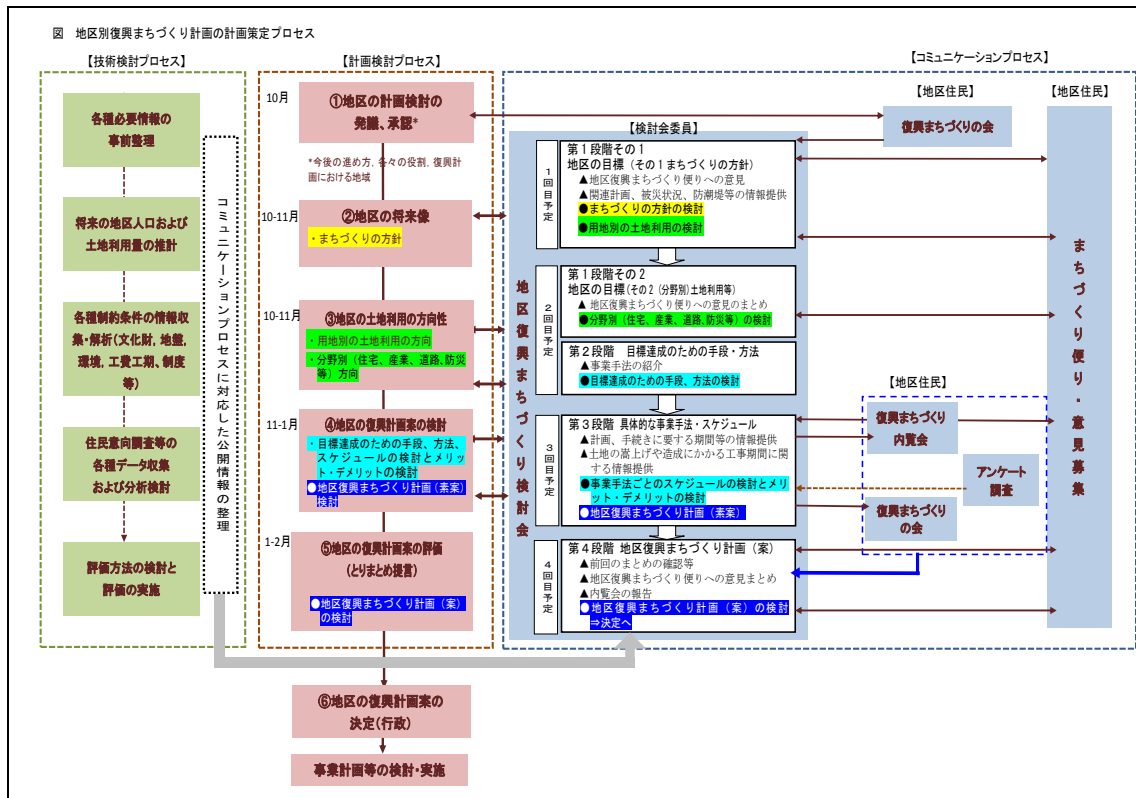 図　地区別復興まちづくり計画の計画策定プロセス
【技術検討プロセス】
各種必要情報の
事前整理
将来の地区人口および
土地利用量の推計
各種制約条件の情報収
集・解析(文化財、地盤,
環境、工費工期、制度
等)
住民意向調査等の
各種データ収集
および分析検討
評価方法の検討と
評価の実施
コミュニケーションプロセスに対応した公開情報の整理
【計画検討プロセス】
10月
①地区の計画検討の
発議、承認*
*今後の進め方，各々の役割，復興計
画における地域
10-11月
②地区の将来像
・まちづくりの方針
10-11月
③地区の土地利用の方向性
・用地別の土地利用の方向
・分野別（住宅、産業、道路、防災
等）方向
11-1月
④地区の復興計画案の検討
・目標達成のための手段、方法、
スケジュールの検討とメリッ
ト・デメリットの検討
●地区復興まちづくり計画（素案）
検討
1-2月
⑤地区の復興計画案の評価
(とりまとめ提言)
●地区復興まちづくり計画（案）
の検討
⑥地区の復興計画案の
決定(行政)
事業計画等の検討・実施
【コミュニケーションプロセス】
【検討会委員】
地区復興まちづくり検討会
1回目予定
第１段階その１
地区の目標（その１まちづくりの方針）
▲地区復興まちづくり便りへの意見
▲関連計画、被災状況、防潮堤等の情報提供
●まちづくりの方針の検討
●用地別の土地利用の検討
2回目予定
第１段階その2
地区の目標(その２(分野別)土地利用等)
▲ 地区復興まちづくり便りへの意見のまとめ
●分野別（住宅、産業、道路、防災等）の検討
第２段階　目標達成のための手段・方法
▲事業手法の紹介
●目標達成のための手段、方法の検討
3回目予定
第３段階 具体的な事業手法・スケジュール
▲計画、手続きに要する期間等の情報提供
▲土地の嵩上げや造成にかかる工事期間に関
する情報提供
●事業手法ごとのスケジュールの検討とメリ
ット・デメリットの検討
●地区復興まちづくり計画（素案）
4回目予定
第４段階 地区復興まちづくり計画（案）
▲前回のまとめの確認等
▲地区復興まちづくり便りへの意見まとめ
▲内覧会の報告
●地区復興まちづくり計画（案）の検討
⇒決定へ
【地区住民】
復興まちづくりの会
【地区住民】
復興まちづくり
内覧会
アンケート
調査
復興まちづくり
の会
【地区住民】
まちづくり便り・意見募集